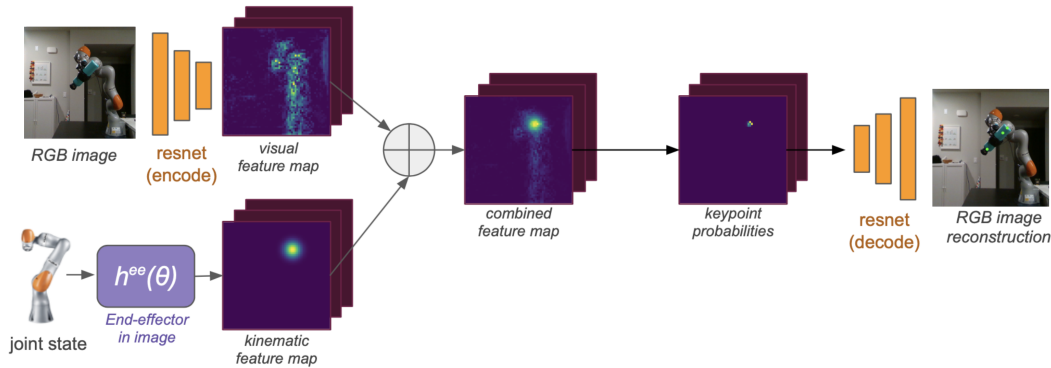 RGB image
resnet
(encode)
visual
feature map
joint state
hᵉᵉ(θ)
End-effector
in image
kinematic
feature map
combined
feature map
keypoint
probabilities
resnet
(decode)
RGB image
reconstruction